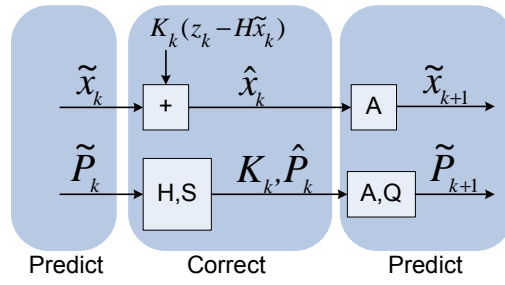 K_k(z_k − Hx̃_k)
x̃_k + x̂_k A x̃_{k+1}
P̃_k H,S K_k, P̂_k A,Q P̃_{k+1}
Predict Correct Predict